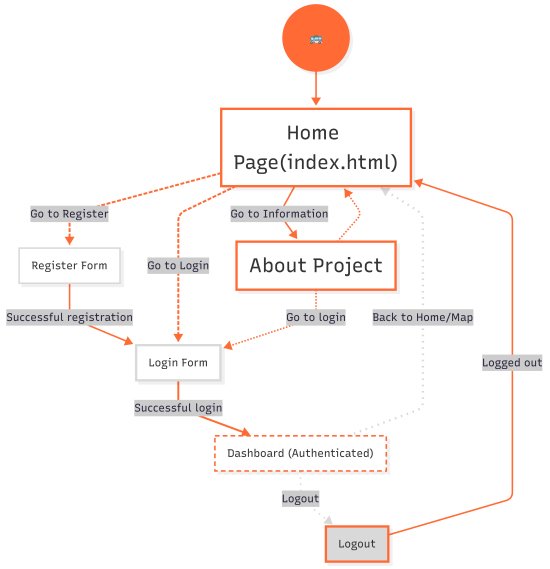 Home
Page(index.html)
Go to Register
Go to Information
Go to Login
Register Form
About Project
Successful registration
Go to login
Back to Home/Map
Logged out
Login Form
Successful login
Dashboard (Authenticated)
Logout
Logout